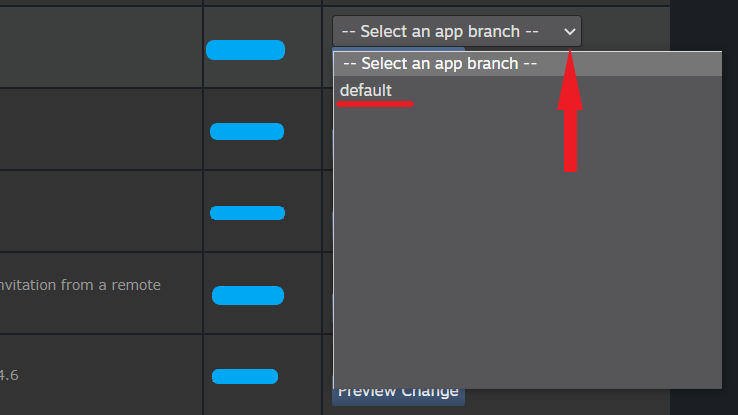 -- Select an app branch --
-- Select an app branch --
default
nvitation from a remote
4.6
Preview Change